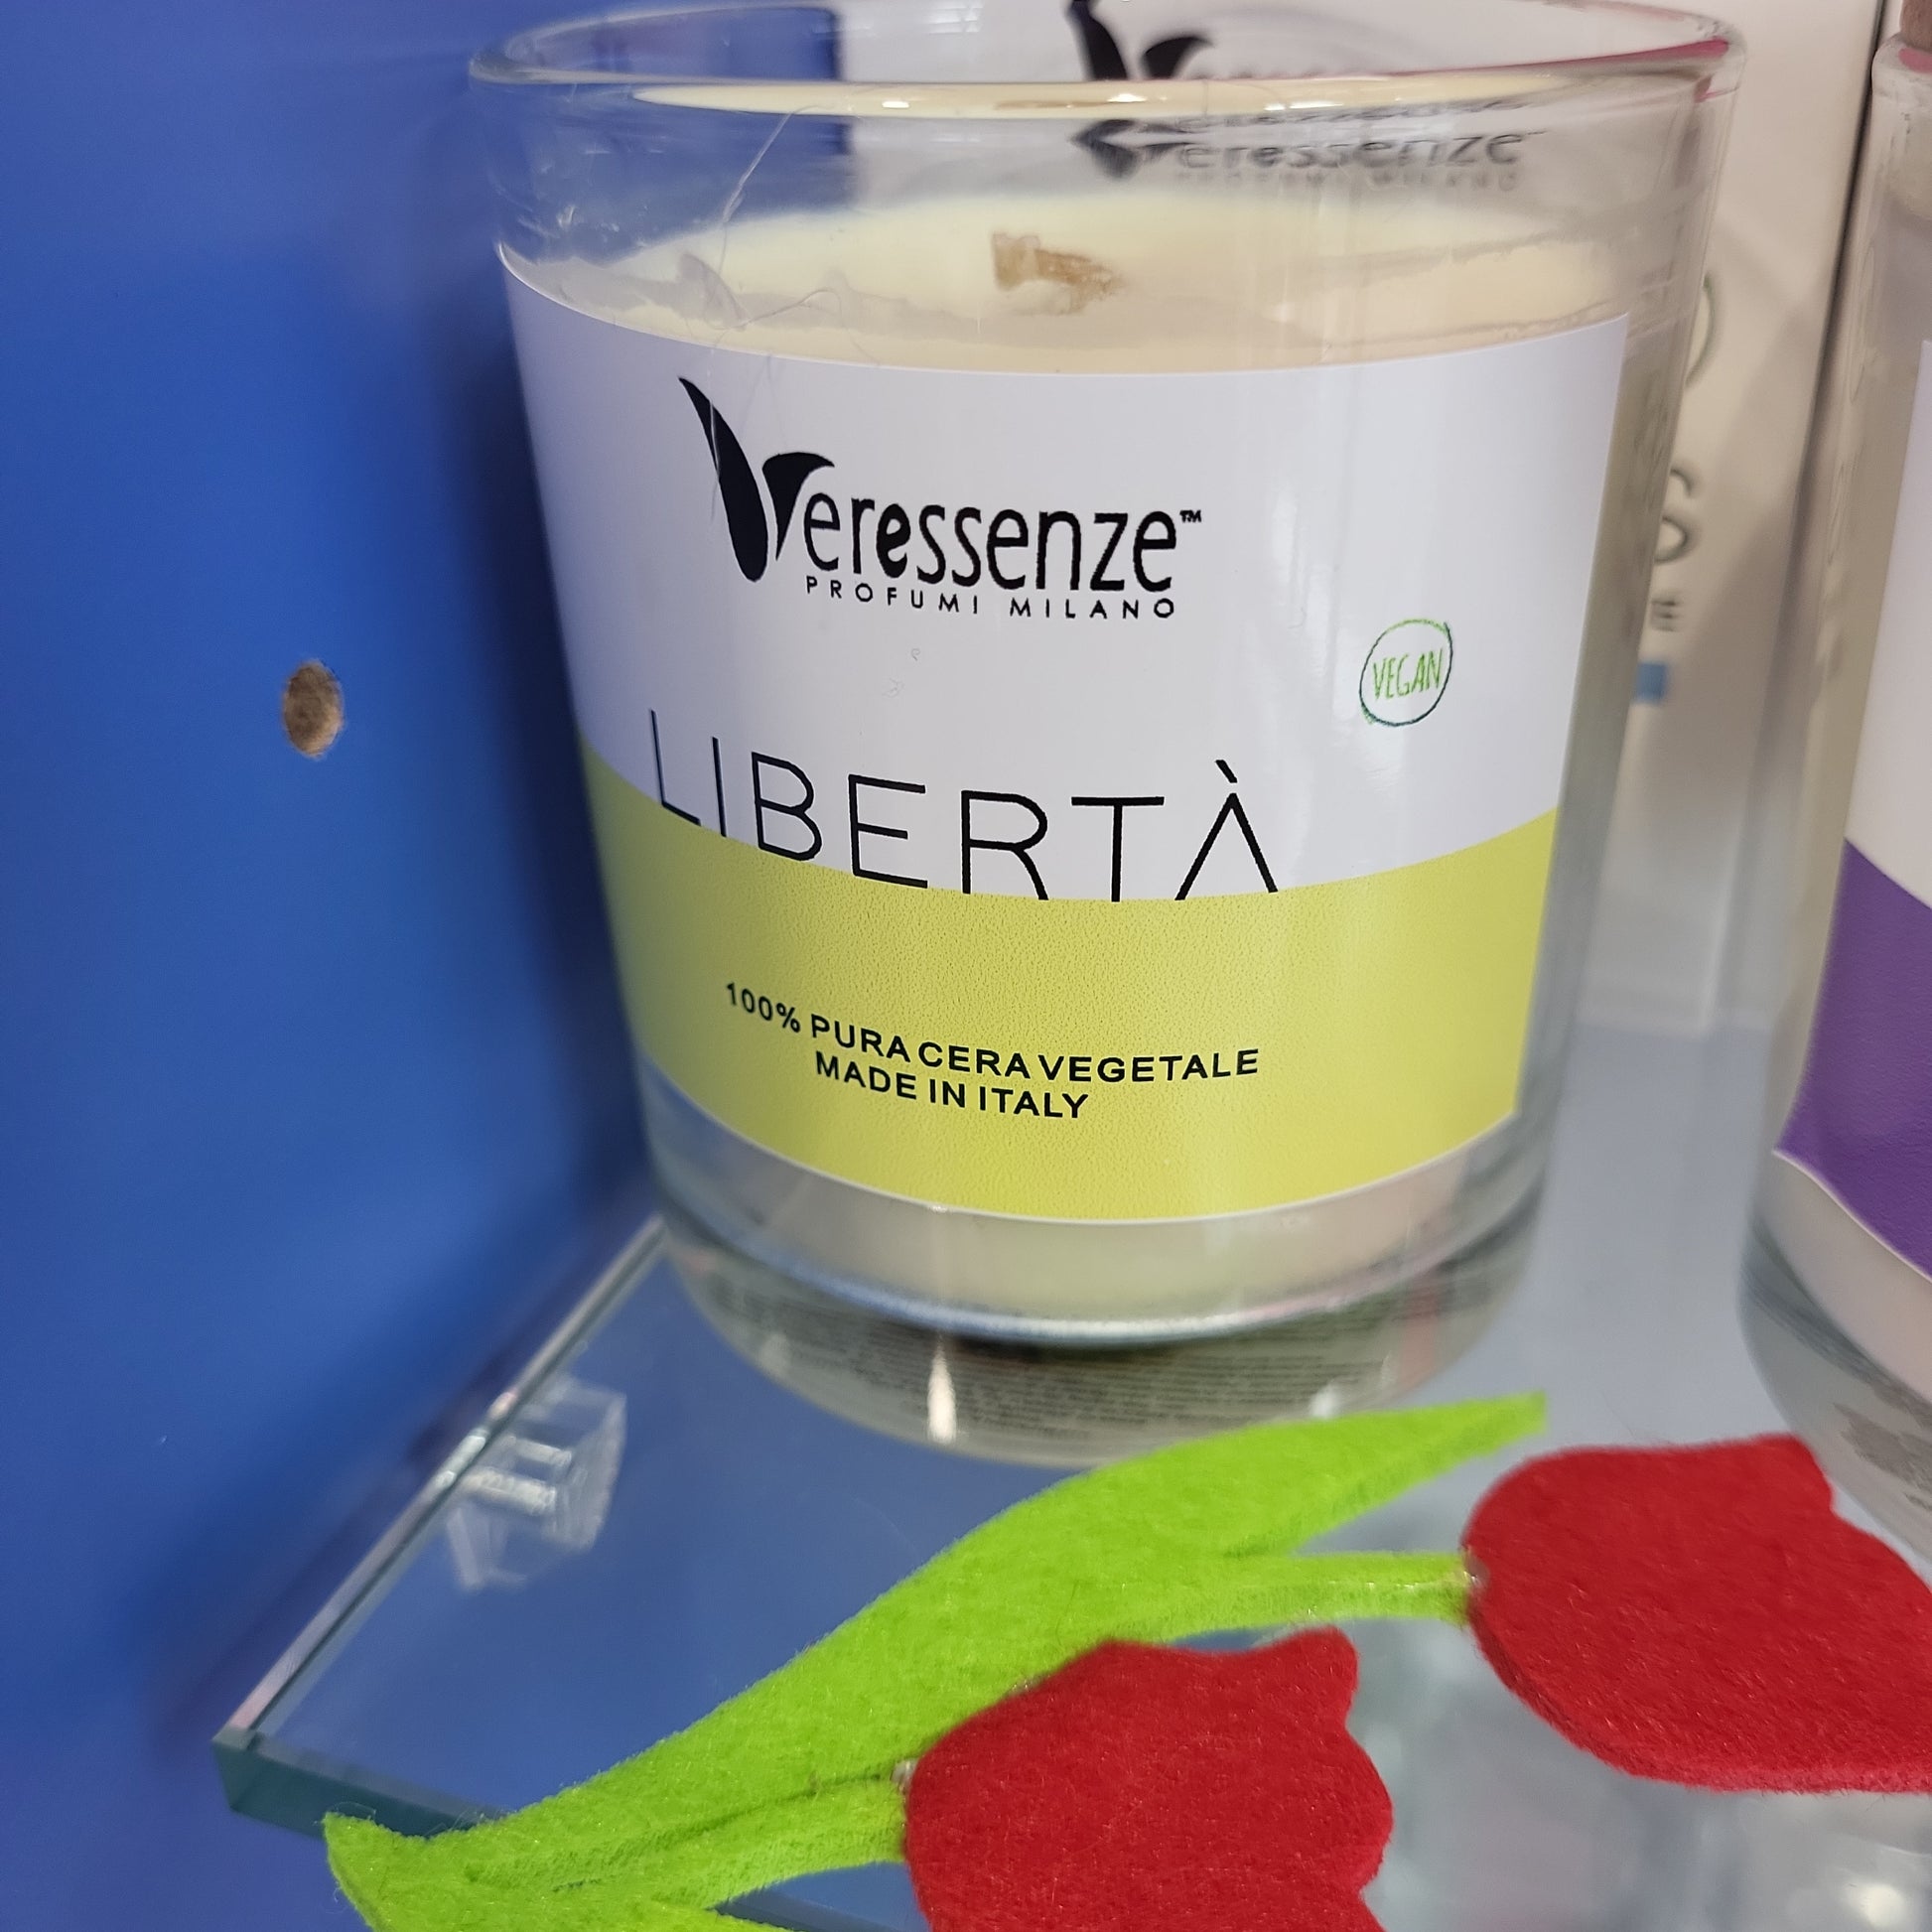 Veressenze™
PROFUMI MILANO
VEGAN
LIBERTÀ
100% PURA CERA VEGETALE
MADE IN ITALY